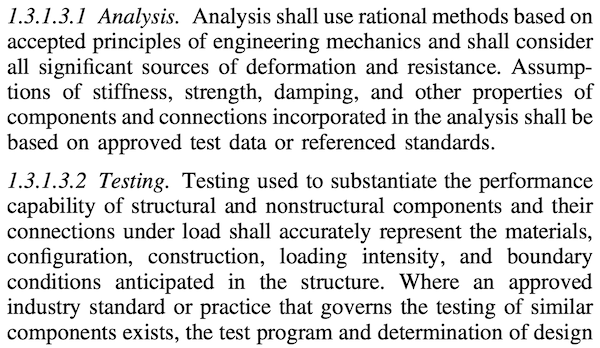 1.3.1.3.1 Analysis. Analysis shall use rational methods based on
accepted principles of engineering mechanics and shall consider
all significant sources of deformation and resistance. Assump-
tions of stiffness, strength, damping, and other properties of
components and connections incorporated in the analysis shall be
based on approved test data or referenced standards.
1.3.1.3.2 Testing. Testing used to substantiate the performance
capability of structural and nonstructural components and their
connections under load shall accurately represent the materials,
configuration, construction, loading intensity, and boundary
conditions anticipated in the structure. Where an approved
industry standard or practice that governs the testing of similar
components exists, the test program and determination of design